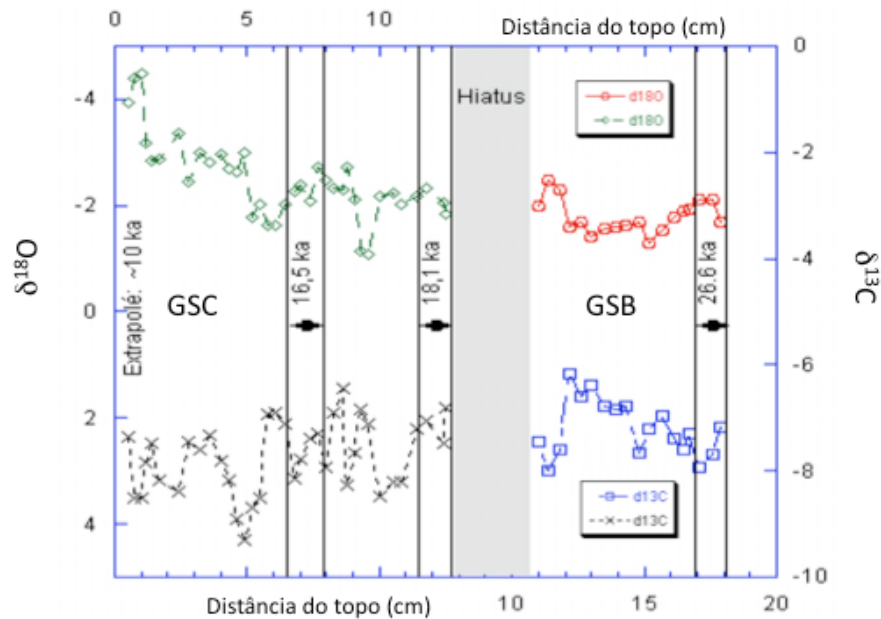 0 5 10
Distância do topo (cm)
-4
-2
0
2
4
δ¹⁸O
0
-2
-4
-6
-8
-10
δ¹³C
Hiatus
d18O
d18O
Extrapolé: ~10 ka
GSC
16,5 ka
18,1 ka
GSB
26.6 ka
d13C
d13C
Distância do topo (cm)
10 15 20